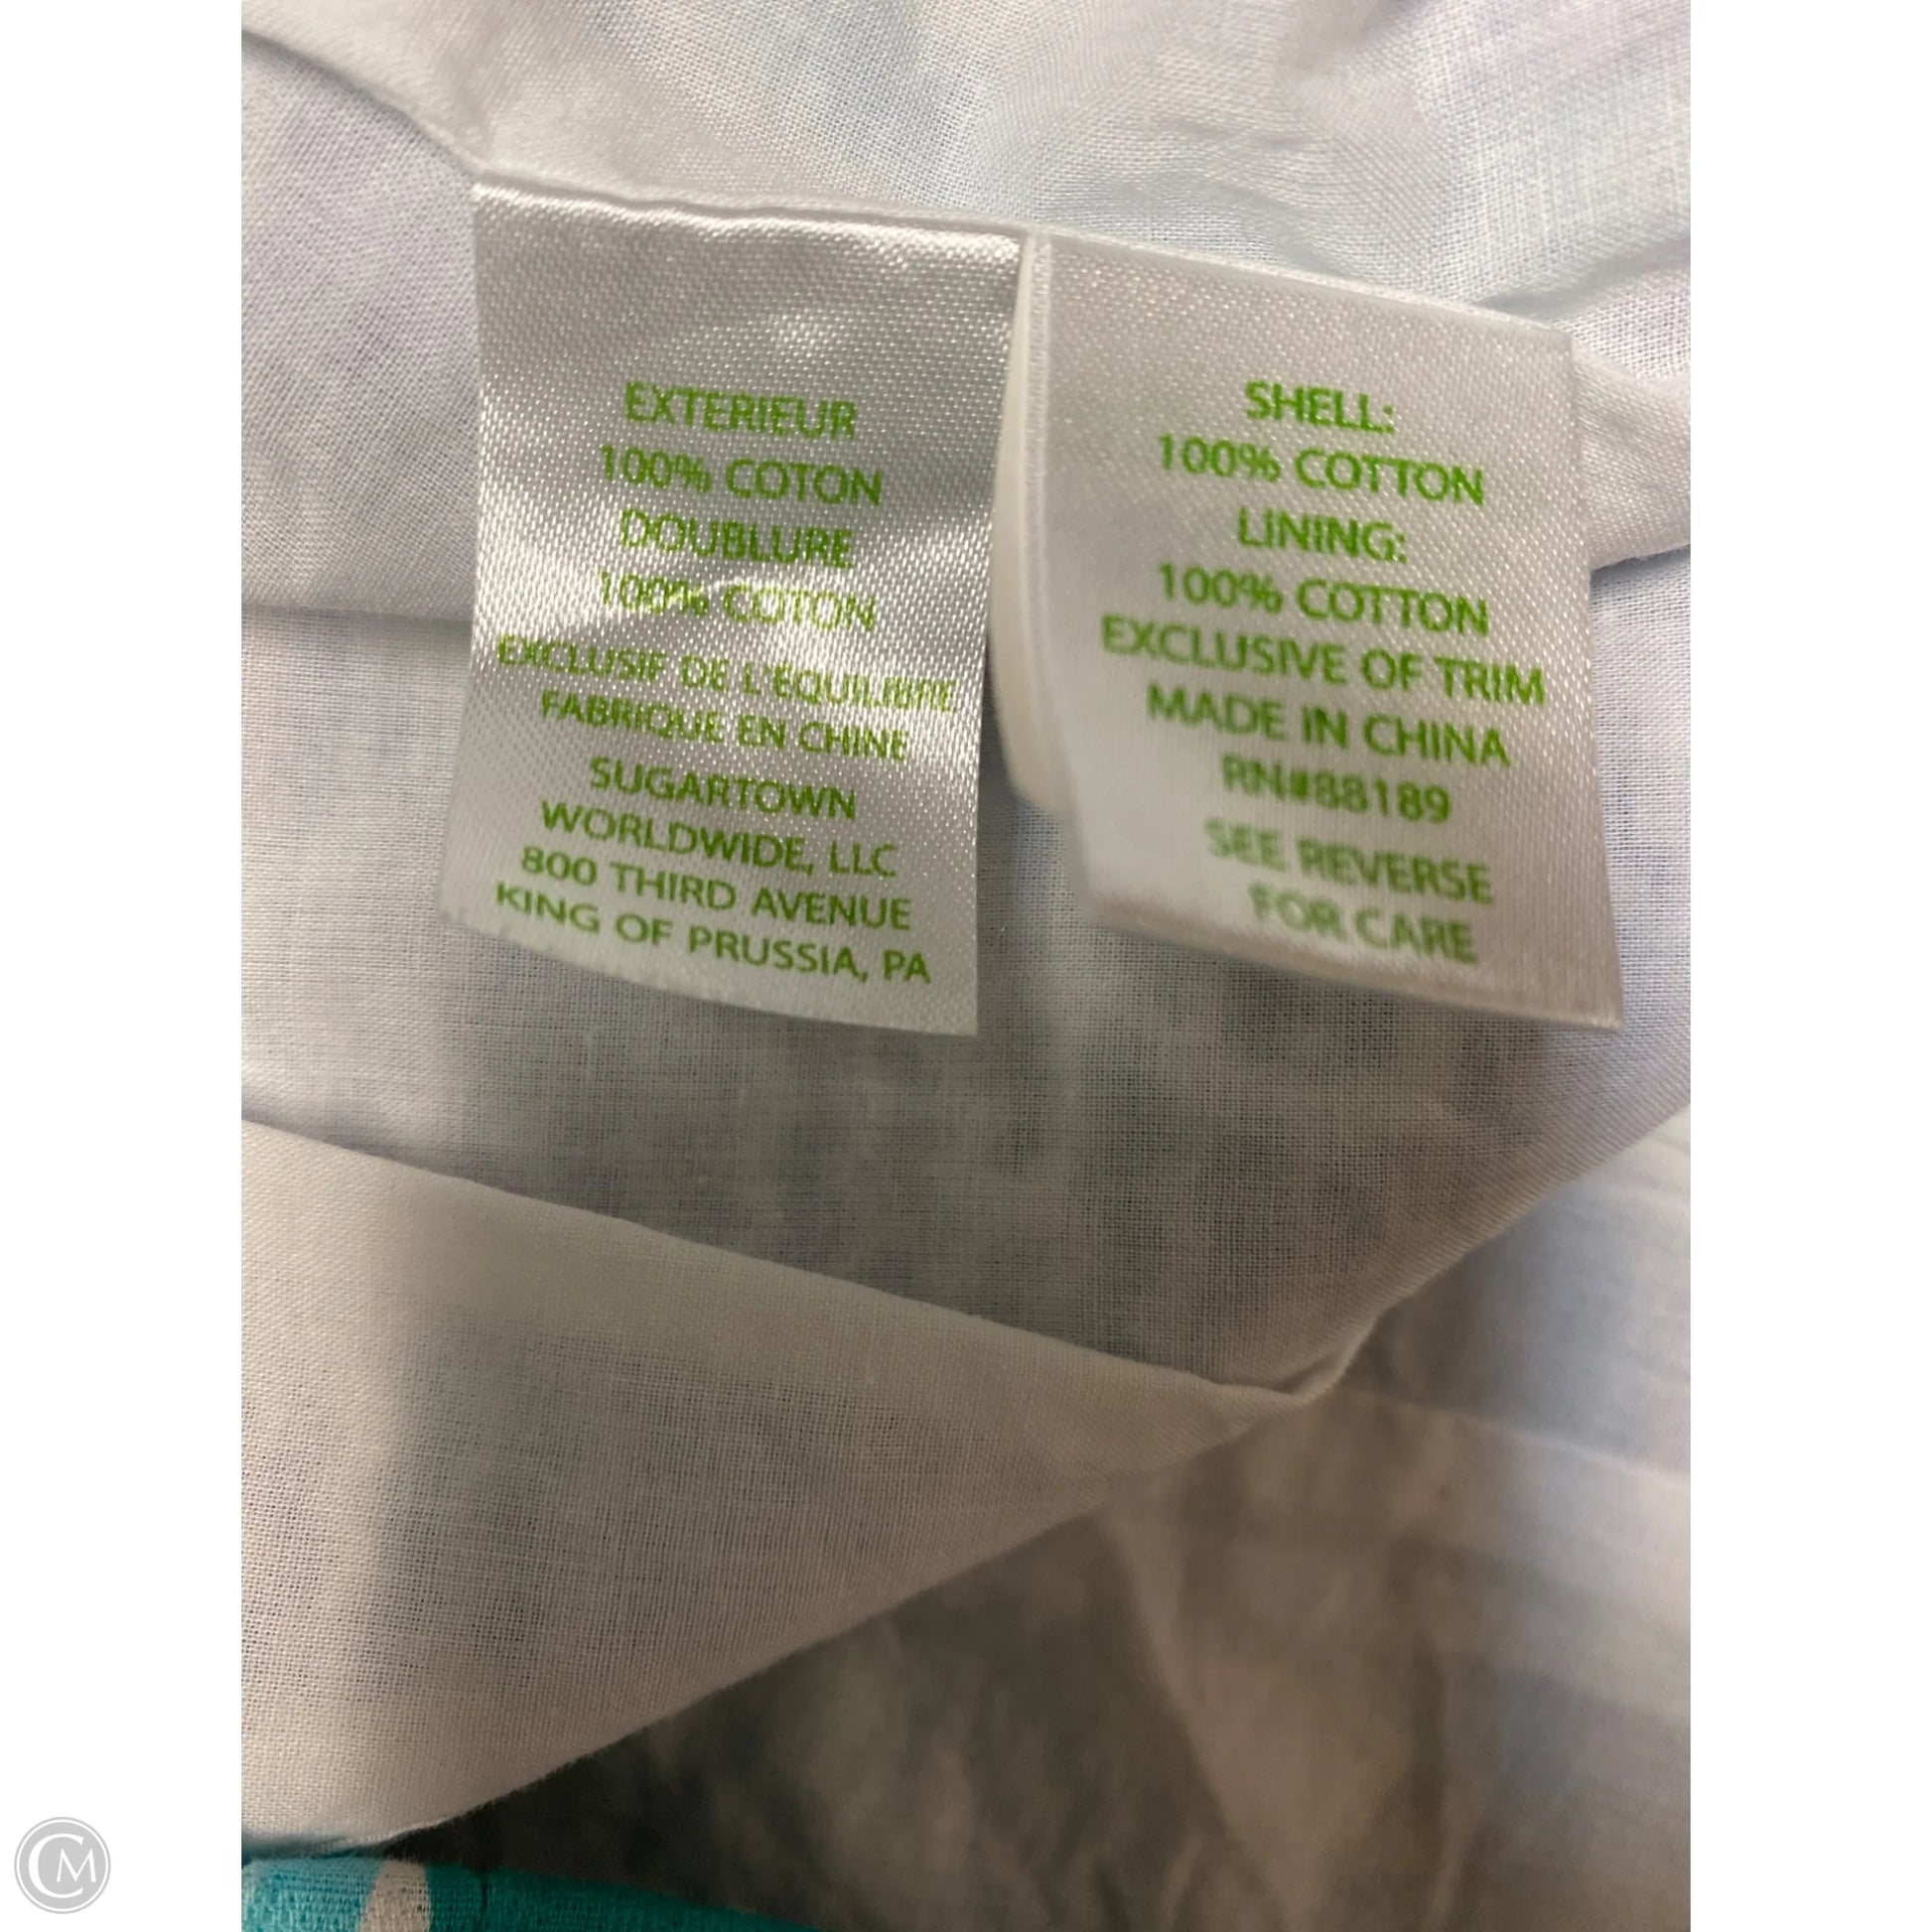 EXTERIEUR
100% COTON
DOUBLURE
100% COTON
EXCLUSIF DE L'EQUILIBRE
FABRIQUE EN CHINE
SUGARTOWN
WORLDWIDE, LLC
800 THIRD AVENUE
KING OF PRUSSIA, PA
SHELL:
100% COTTON
LINING:
100% COTTON
EXCLUSIVE OF TRIM
MADE IN CHINA
RN#88189
SEE REVERSE
FOR CARE
CM